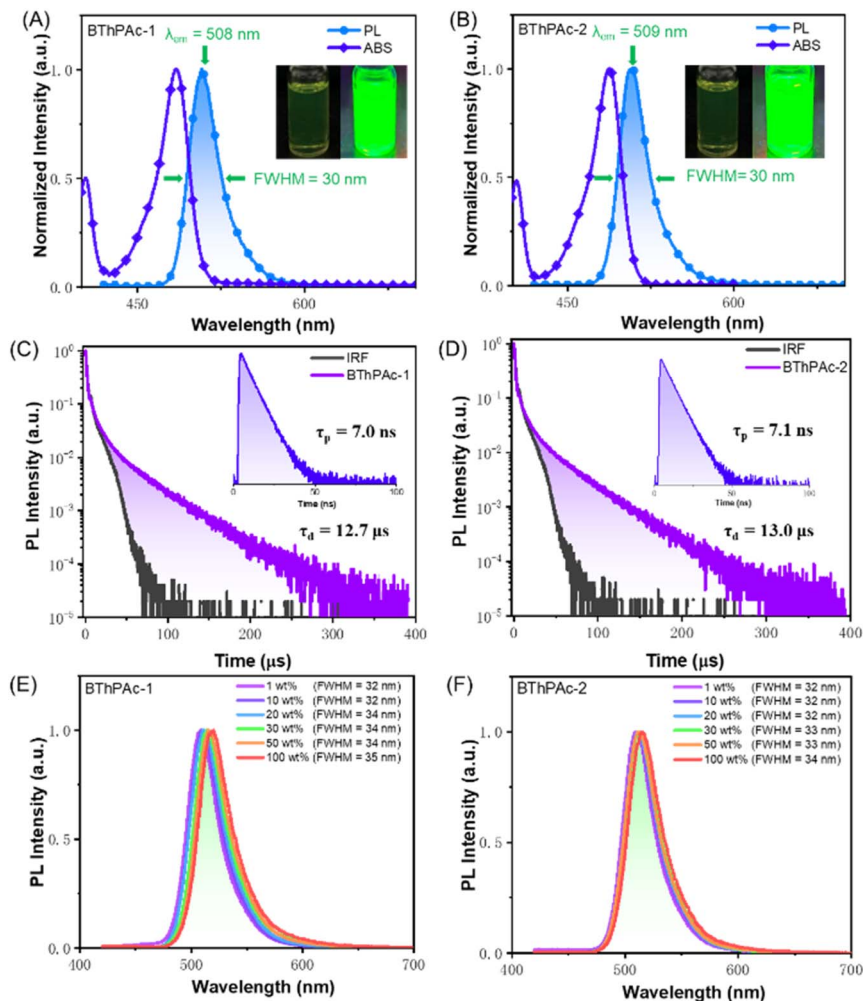 (A)
BThPAc-1
λem = 508 nm
PL
ABS
FWHM = 30 nm
Normalized Intensity (a.u.)
1.0
0.5
0.0
450
600
Wavelength (nm)
(B)
BThPAc-2
λem = 509 nm
PL
ABS
FWHM= 30 nm
Normalized Intensity (a.u.)
1.0
0.5
0.0
450
600
Wavelength (nm)
(C)
IRF
BThPAc-1
τp = 7.0 ns
τd = 12.7 μs
PL Intensity (a.u.)
10^0
10^-1
10^-2
10^-3
10^-4
10^-5
0 50 100
Time (ns)
0 100 200 300 400
Time (μs)
(D)
IRF
BThPAc-2
τp = 7.1 ns
τd = 13.0 μs
PL Intensity (a.u.)
10^0
10^-1
10^-2
10^-3
10^-4
10^-5
0 50 100
Time (ns)
0 100 200 300 400
Time (μs)
(E)
BThPAc-1
1 wt% (FWHM = 32 nm)
10 wt% (FWHM = 32 nm)
20 wt% (FWHM = 34 nm)
30 wt% (FWHM = 34 nm)
50 wt% (FWHM = 34 nm)
100 wt% (FWHM = 35 nm)
PL Intensity (a.u.)
1.0
0.5
0.0
400 500 600 700
Wavelength (nm)
(F)
BThPAc-2
1 wt% (FWHM = 32 nm)
10 wt% (FWHM = 32 nm)
20 wt% (FWHM = 32 nm)
30 wt% (FWHM = 33 nm)
50 wt% (FWHM = 33 nm)
100 wt% (FWHM = 34 nm)
PL Intensity (a.u.)
1.0
0.5
0.0
400 500 600 700
Wavelength (nm)